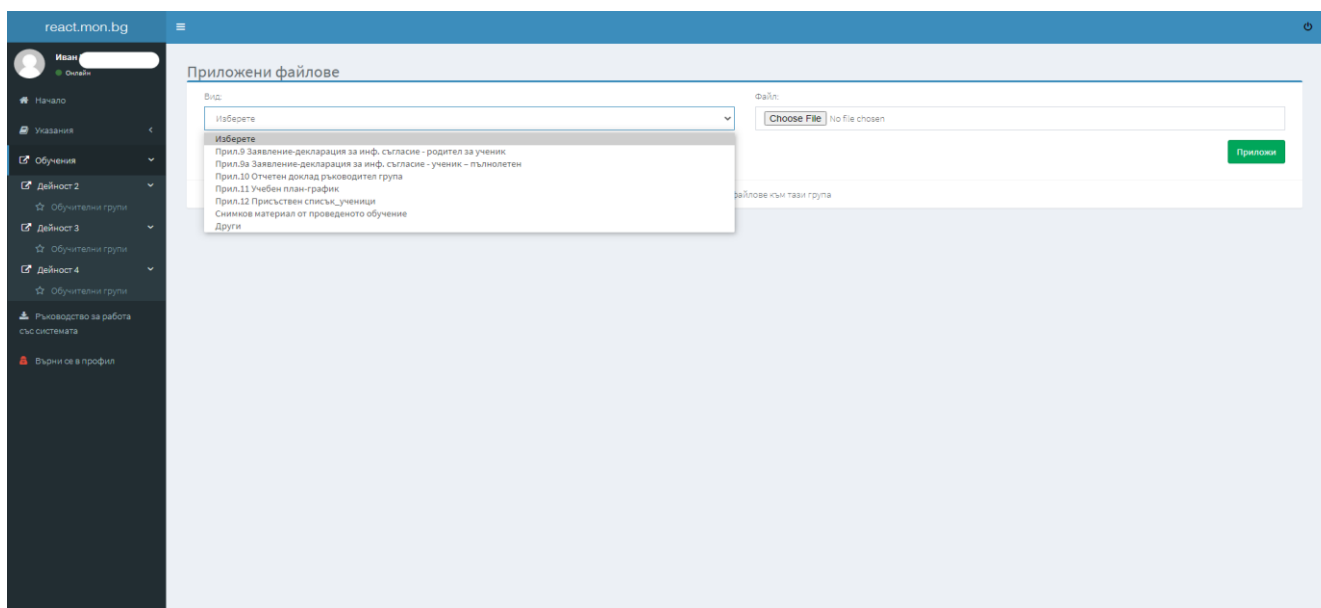 react.mon.bg
Иван
Онлайн
Начало
Указания
Обучения
Дейност 2
Обучителни групи
Дейност 3
Обучителни групи
Дейност 4
Обучителни групи
Ръководство за работа
със системата
Върни се в профил
Приложени файлове
Вид:
Изберете
Изберете
Прил.9 Заявление-декларация за инф. съгласие - родител за ученик
Прил.9а Заявление-декларация за инф. съгласие - ученик – пълнолетен
Прил.10 Отчетен доклад ръководител група
Прил.11 Учебен план-график
Прил.12 Присъствен списък_ученици
Снимков материал от проведеното обучение
Други
Файл:
Choose File No file chosen
Приложи
файлове към тази група